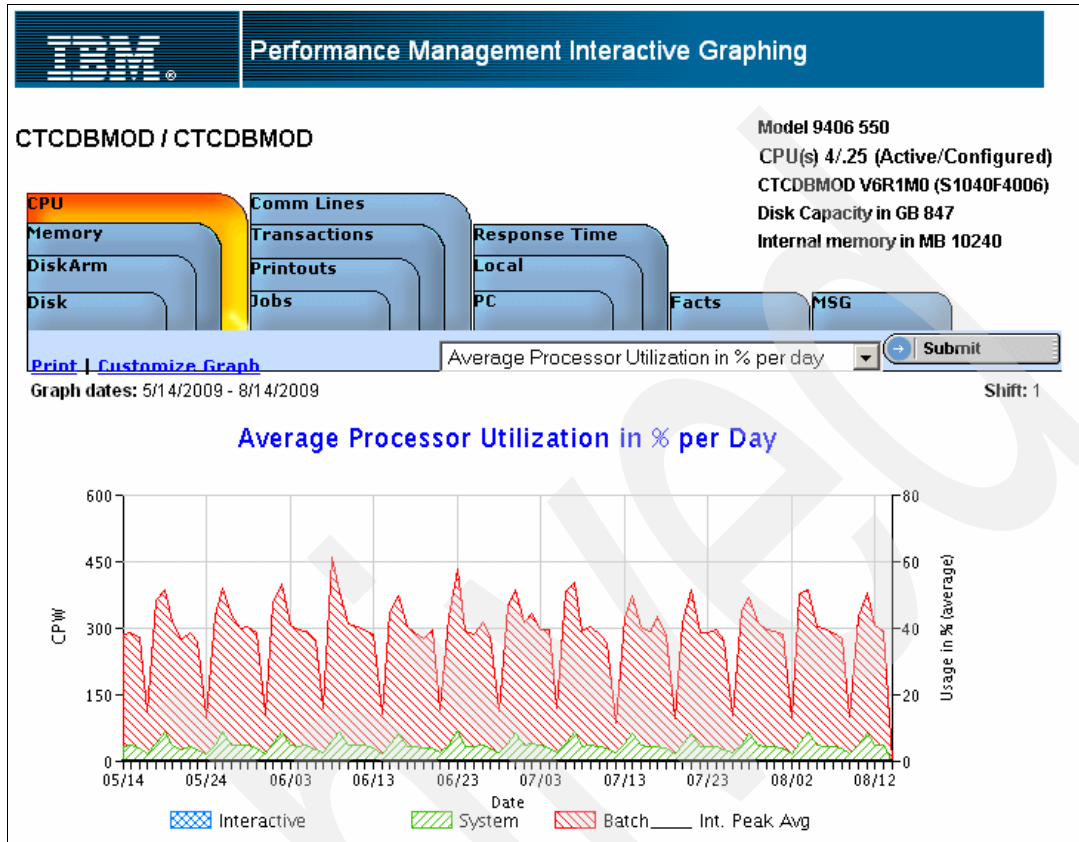 IBM®
Performance Management Interactive Graphing
CTCDBMOD / CTCDBMOD
Model 9406 550
CPU(s) 4/.25 (Active/Configured)
CTCDBMOD V6R1M0 (S1040F4006)
Disk Capacity in GB 847
Internal memory in MB 10240
CPU
Memory
DiskArm
Disk
Comm Lines
Transactions
Printouts
Jobs
Response Time
Local
PC
Facts
MSG
Print | Customize Graph
Average Processor Utilization in % per day
Submit
Graph dates: 5/14/2009 - 8/14/2009
Shift: 1
Average Processor Utilization in % per Day
600
450
300
150
0
CPW
80
60
40
20
0
Usage in % (average)
05/14 05/24 06/03 06/13 06/23 07/03 07/13 07/23 08/02 08/12
Date
Interactive System Batch Int. Peak Avg